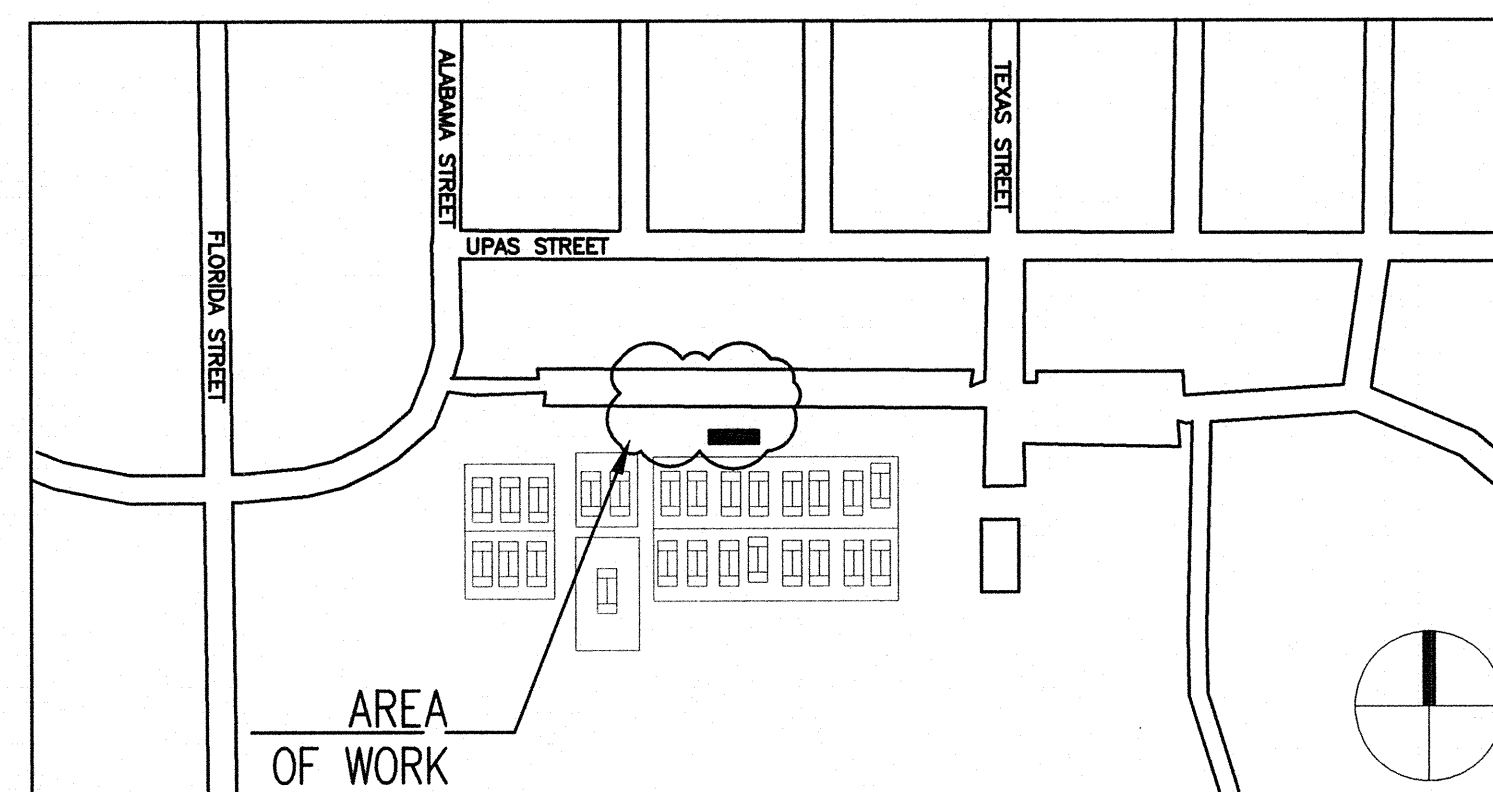 ALABAMA STREET
TEXAS STREET
UPAS STREET
FLORIDA STREET
AREA
OF WORK